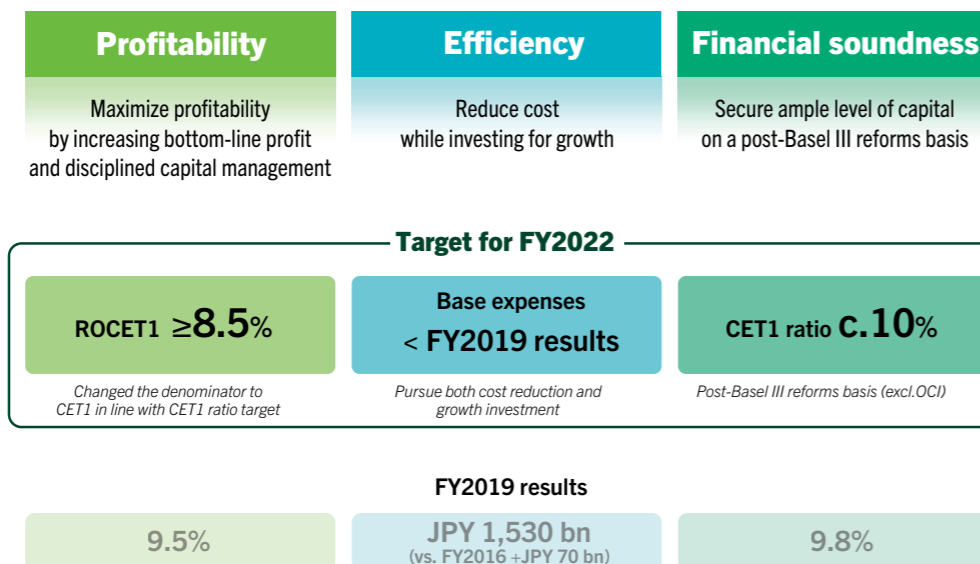 Profitability
Maximize profitability
by increasing bottom-line profit
and disciplined capital management
Efficiency
Reduce cost
while investing for growth
Financial soundness
Secure ample level of capital
on a post-Basel III reforms basis
Target for FY2022
ROCET1 ≥8.5%
Changed the denominator to
CET1 in line with CET1 ratio target
Base expenses
< FY2019 results
Pursue both cost reduction and
growth investment
CET1 ratio c.10%
Post-Basel III reforms basis (excl.OCI)
FY2019 results
9.5%
JPY 1,530 bn
(vs. FY2016 +JPY 70 bn)
9.8%